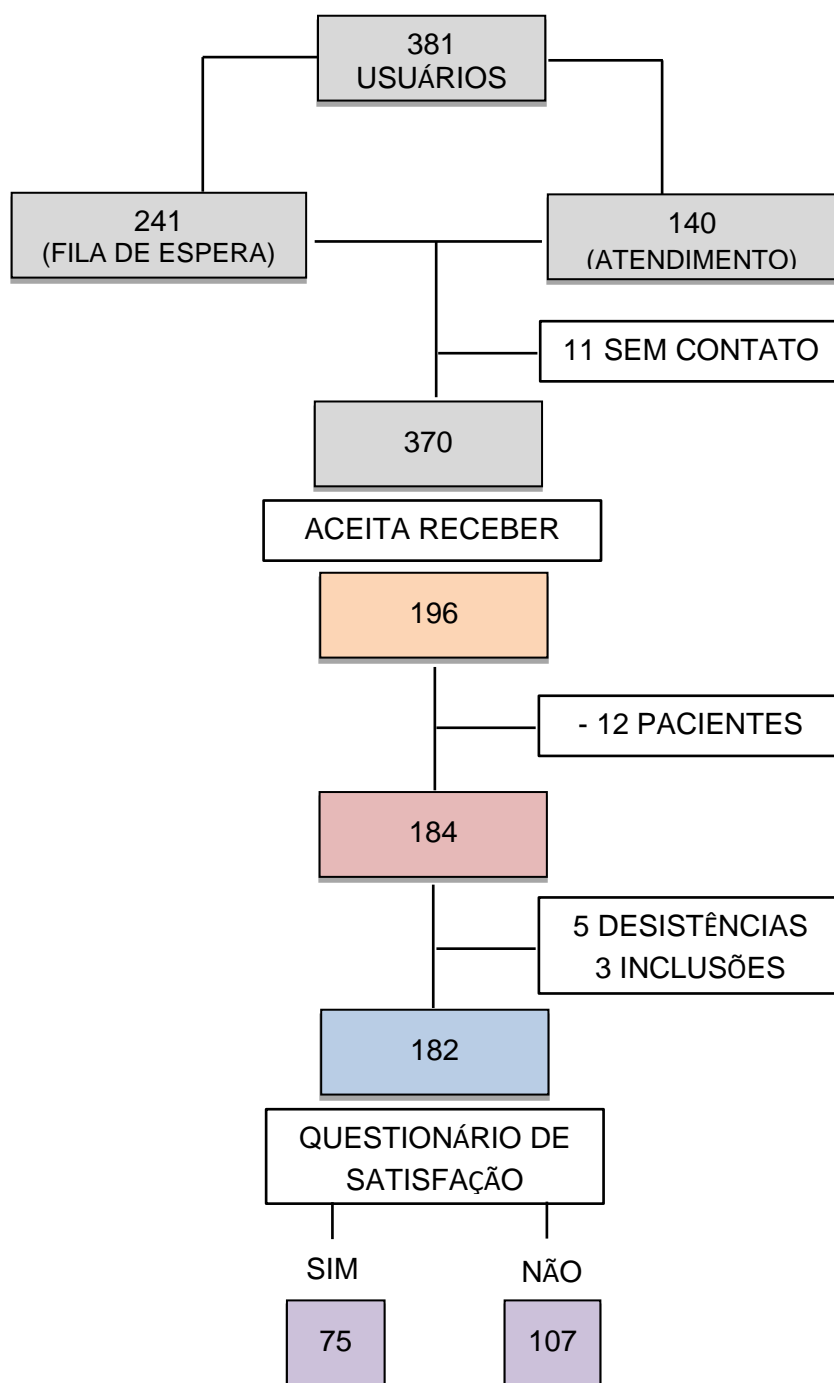 381
USUÁRIOS
241
(FILA DE ESPERA)
140
(ATENDIMENTO)
11 SEM CONTATO
370
ACEITA RECEBER
196
- 12 PACIENTES
184
5 DESISTÊNCIAS
3 INCLUSÕES
182
QUESTIONÁRIO DE
SATISFAÇÃO
SIM
NÃO
75
107